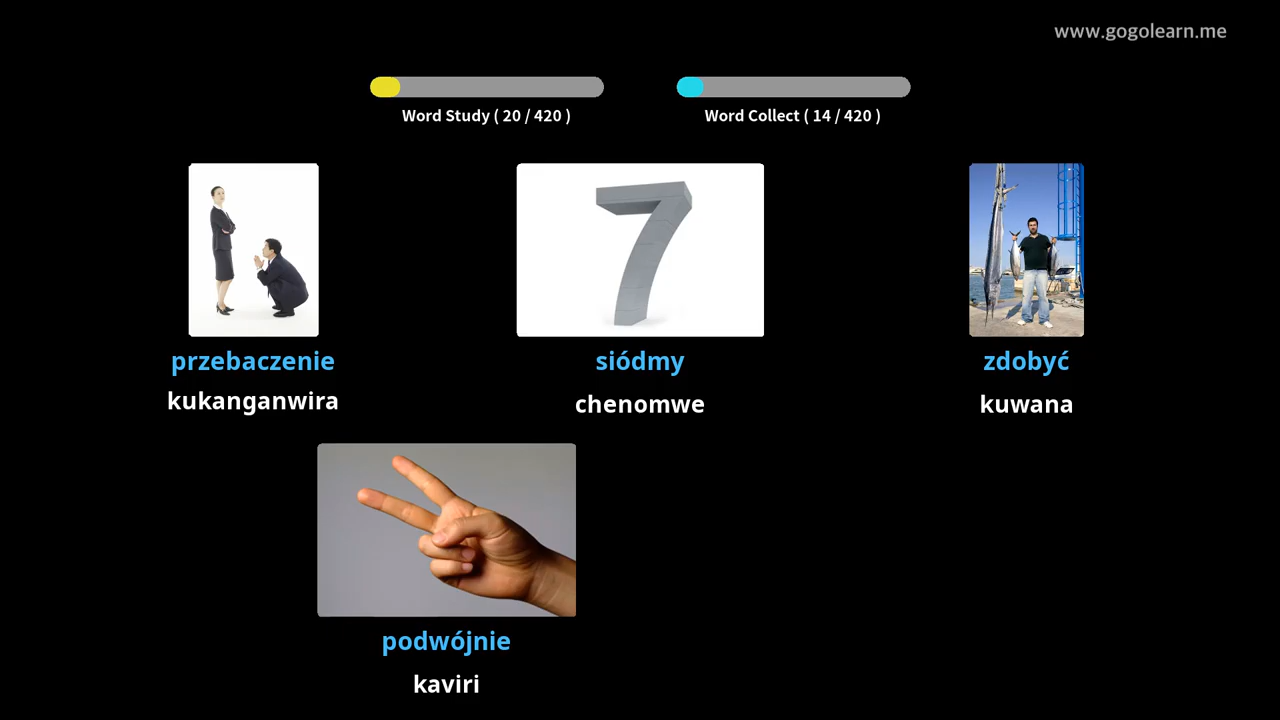 www.gogolearn.me
Word Study ( 20 / 420 )
Word Collect ( 14 / 420 )
przebaczenie
kukanganwira
siódmy
chenomwe
zdobyć
kuwana
podwójnie
kaviri